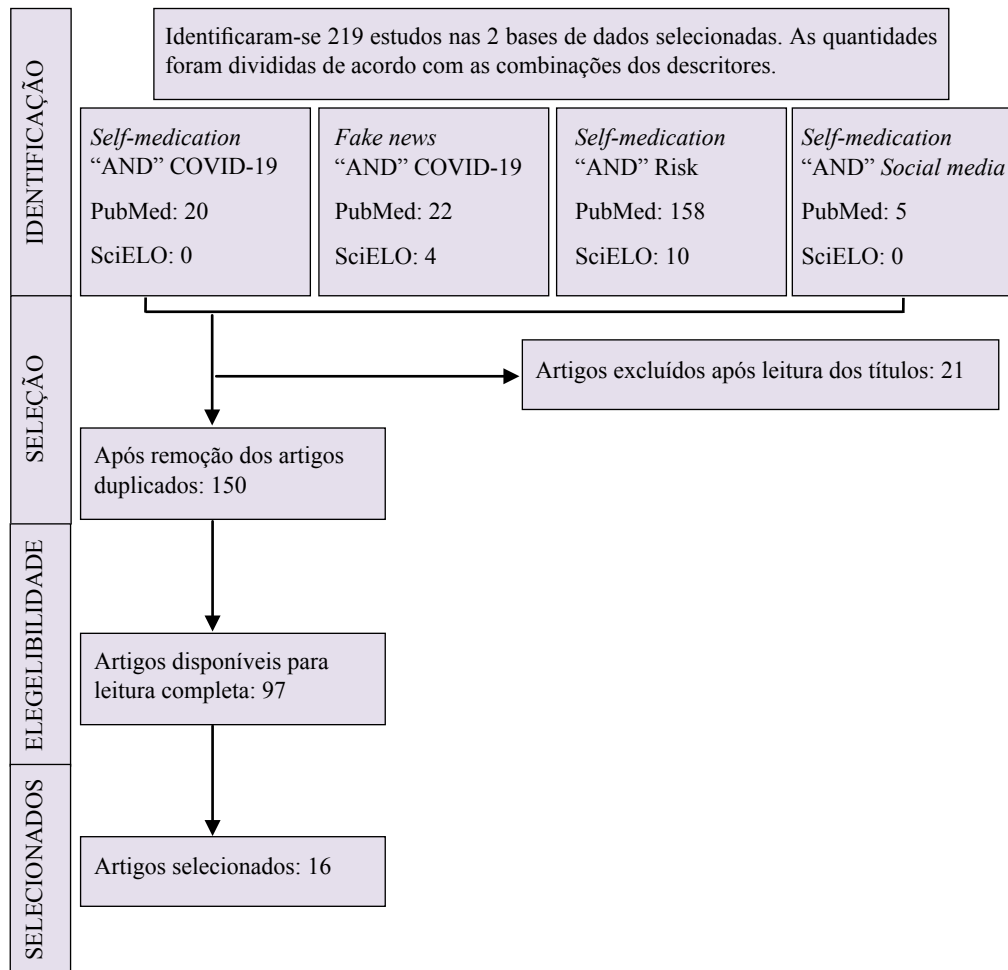 IDENTIFICAÇÃO
Identificaram-se 219 estudos nas 2 bases de dados selecionadas. As quantidades
foram divididas de acordo com as combinações dos descritores.
Self-medication
“AND” COVID-19
PubMed: 20
SciELO: 0
Fake news
“AND” COVID-19
PubMed: 22
SciELO: 4
Self-medication
“AND” Risk
PubMed: 158
SciELO: 10
Self-medication
“AND” Social media
PubMed: 5
SciELO: 0
SELEÇÃO
Artigos excluídos após leitura dos títulos: 21
Após remoção dos artigos
duplicados: 150
ELEGELIBILIDADE
Artigos disponíveis para
leitura completa: 97
SELECIONADOS
Artigos selecionados: 16